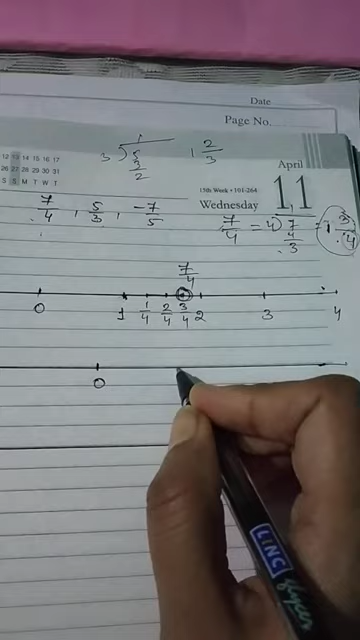 Date
Page No.
12 13 14 15 16 17
26 27 28 29 30 31
S S M T W T
April
15th Week • 101-264
Wednesday
11
1
3 ) 5
3
2
1 2/3
7/4 , 5/3 , -7/5
7/4 = 4 ) 7
1
4
3
= 1 3/4
7/4
0 1 1/4 2/4 3/4 2 3 4
0
LINC